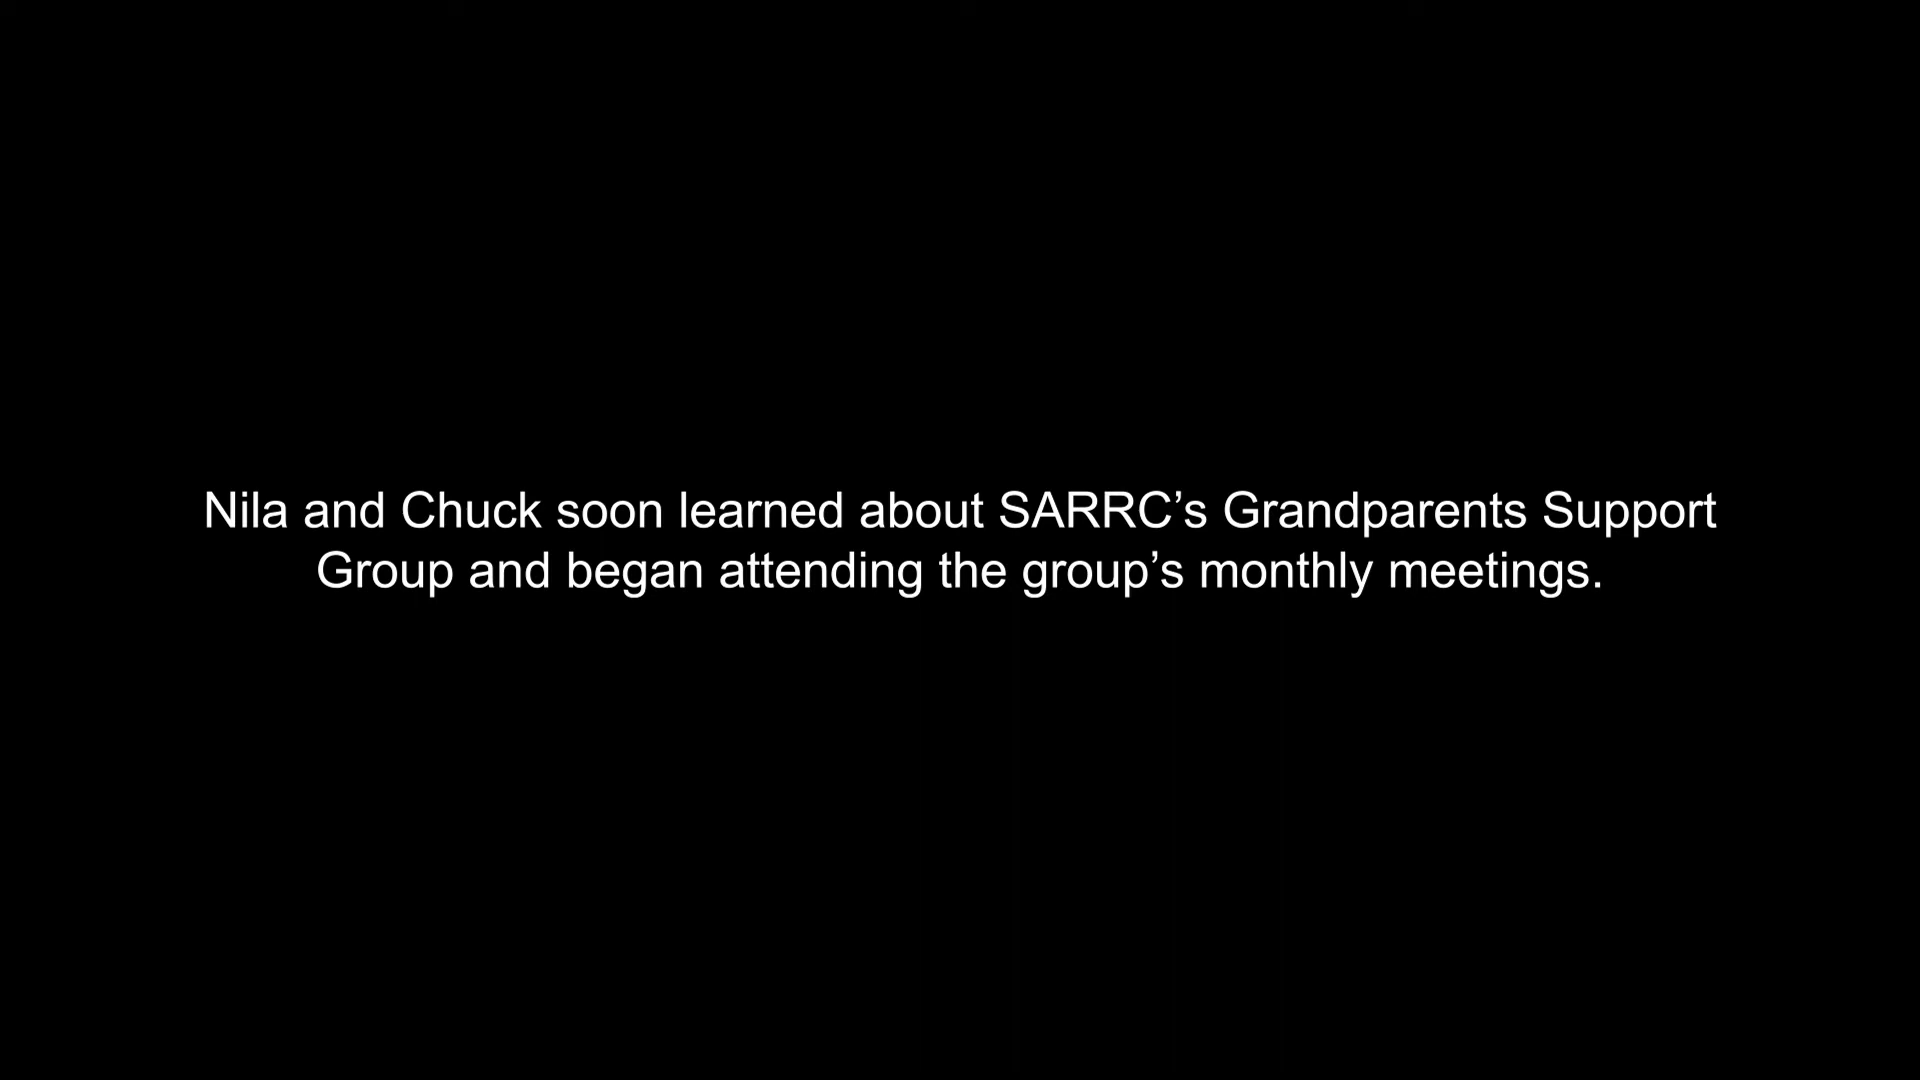 Nila and Chuck soon learned about SARRC’s Grandparents Support
Group and began attending the group’s monthly meetings.